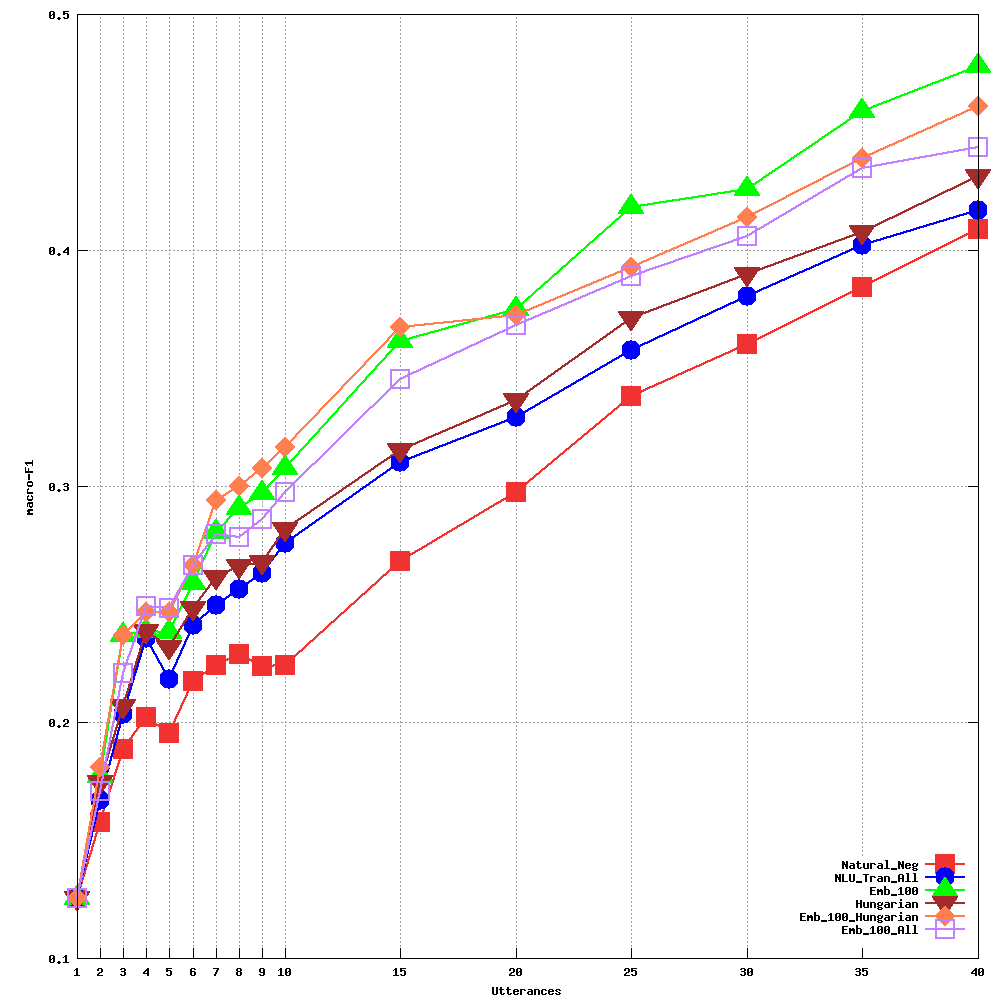 0.5
0.4
0.3
0.2
0.1
Macro-F1
Natural_Neg
NLU_Tran_All
Emb_100
Hungarian
Emb_100_Hungarian
Emb_100_All
1 2 3 4 5 6 7 8 9 10 15 20 25 30 35 40
Utterances